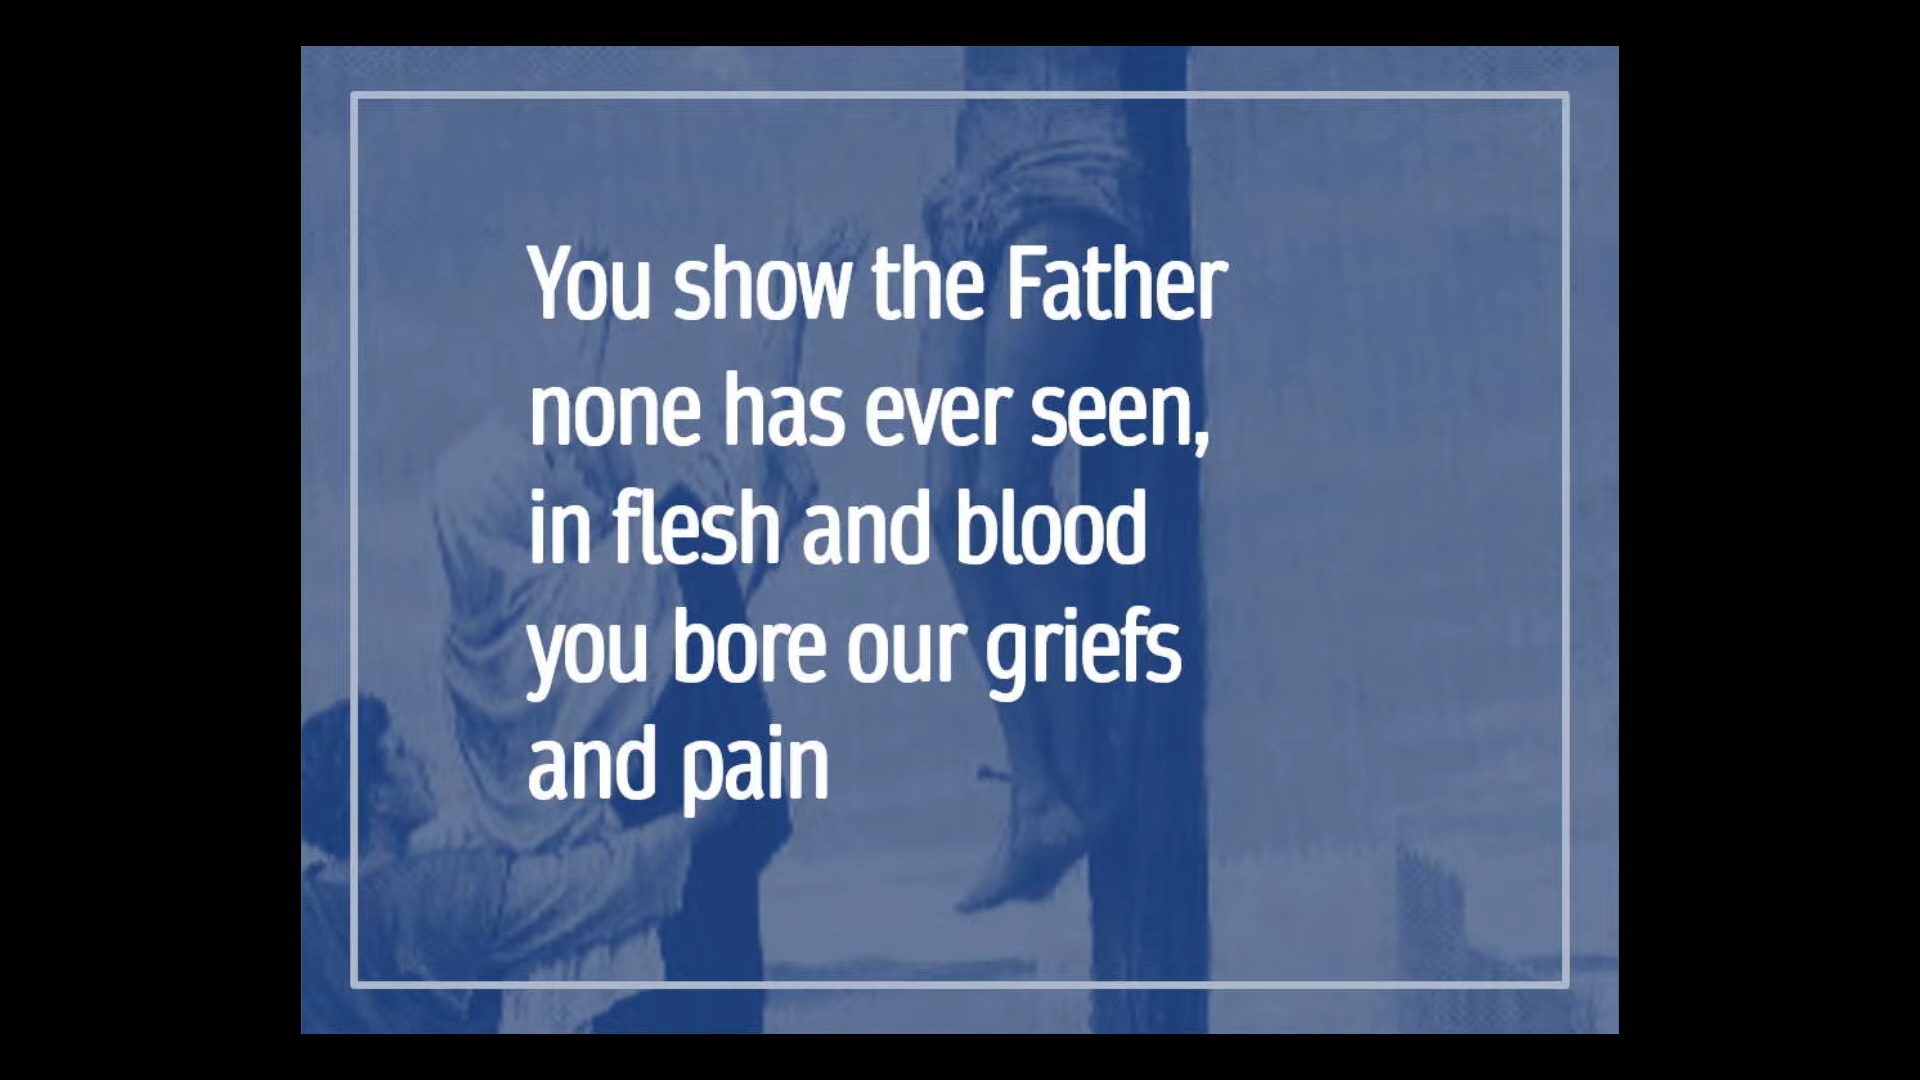 You show the Father
none has ever seen,
in flesh and blood
you bore our griefs
and pain